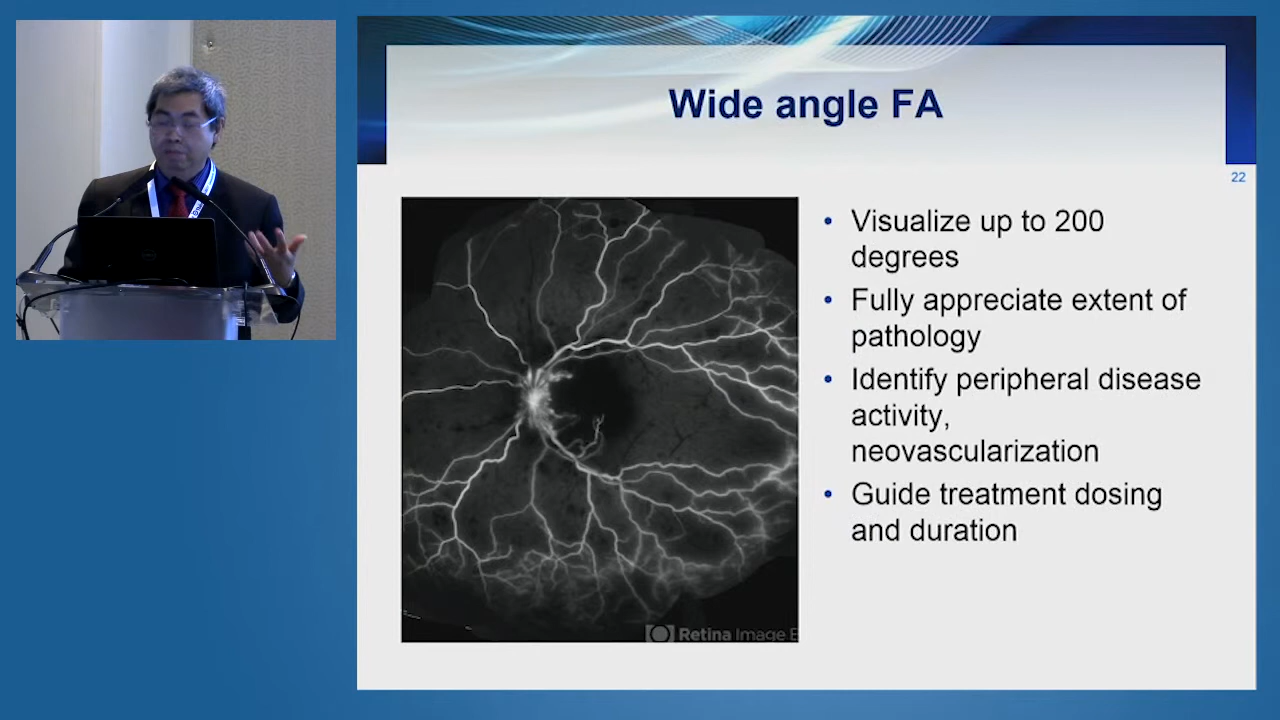 Wide angle FA
22
• Visualize up to 200
degrees
• Fully appreciate extent of
pathology
• Identify peripheral disease
activity,
neovascularization
• Guide treatment dosing
and duration
Retina Image